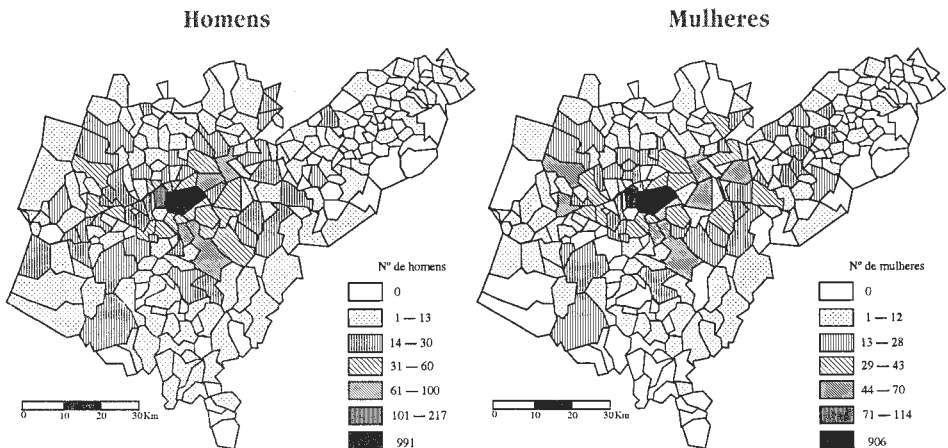 Homens
Mulheres
Nº de homens
0
1 — 13
14 — 30
31 — 60
61 — 100
101 — 217
991
0 10 20 30 Km
Nº de mulheres
0
1 — 12
13 — 28
29 — 43
44 — 70
71 — 114
906
0 10 20 30 Km